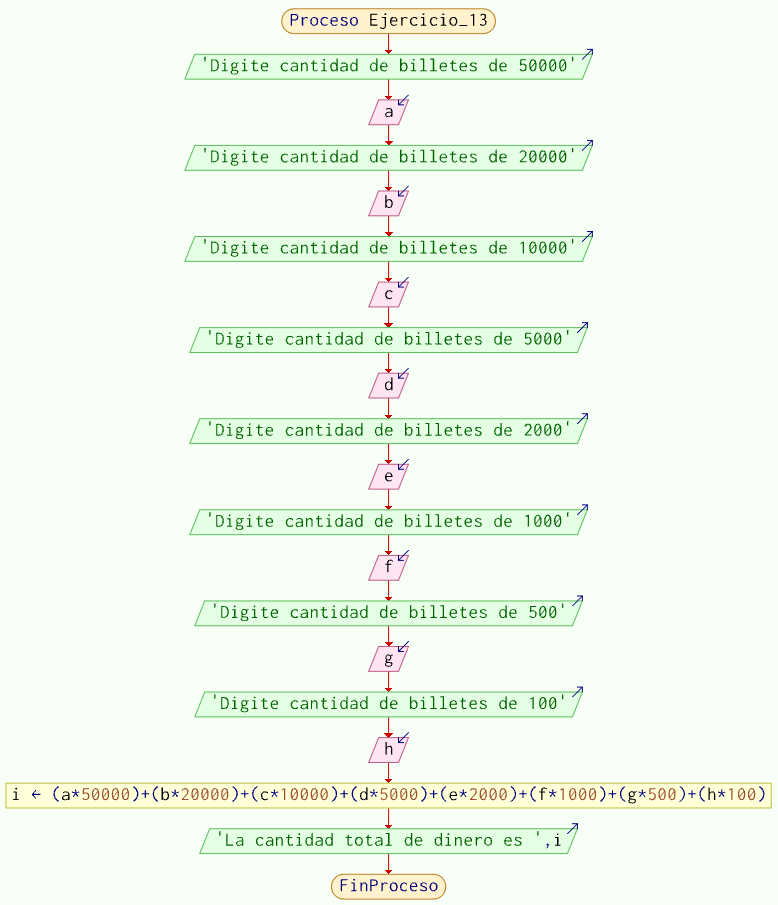 Proceso Ejercicio_13
'Digite cantidad de billetes de 50000'
a
'Digite cantidad de billetes de 20000'
b
'Digite cantidad de billetes de 10000'
c
'Digite cantidad de billetes de 5000'
d
'Digite cantidad de billetes de 2000'
e
'Digite cantidad de billetes de 1000'
f
'Digite cantidad de billetes de 500'
g
'Digite cantidad de billetes de 100'
h
i ← (a*50000)+(b*20000)+(c*10000)+(d*5000)+(e*2000)+(f*1000)+(g*500)+(h*100)
'La cantidad total de dinero es ',i
FinProceso